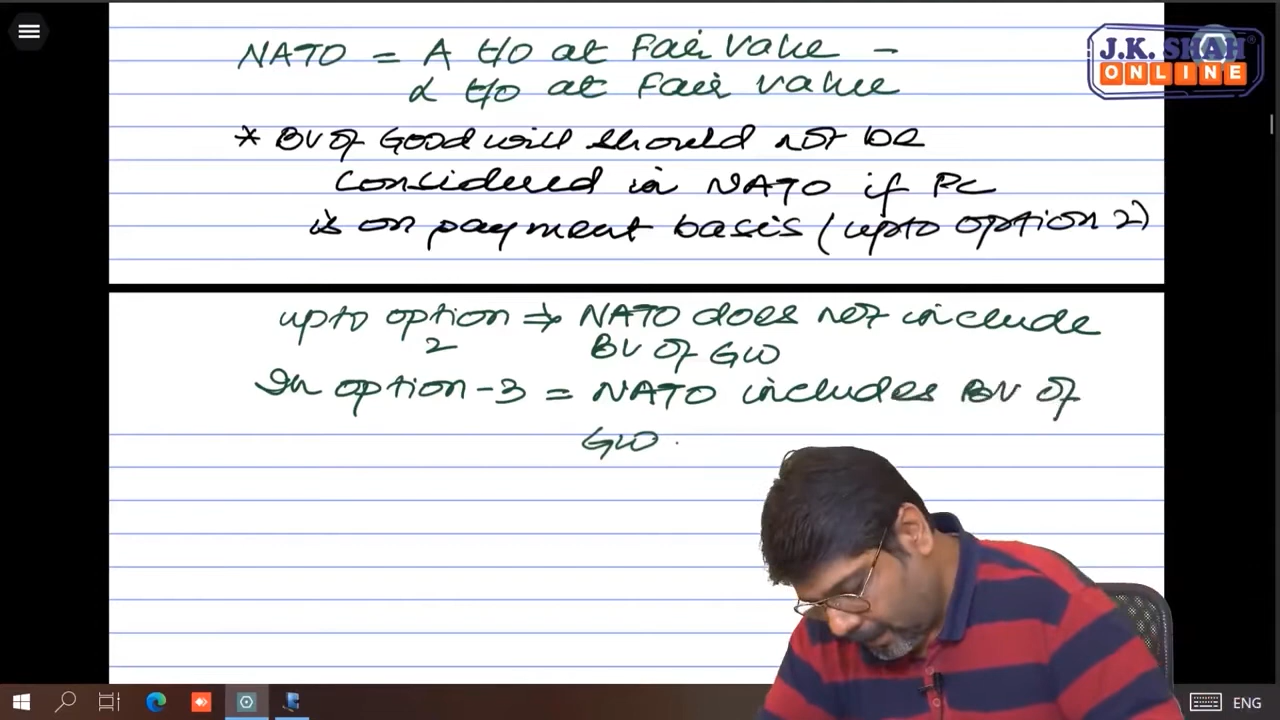 J.K. SHAH
ONLINE
NATO = A t/o at Fair Value -
L t/o at Fair Value
* BV of Goodwill should not be
considered in NATO if PC
is on payment basis (upto option 2)
upto option ⇒ NATO does not include
2 BV of GW
In option-3 = NATO includes BV of
GW.
ENG